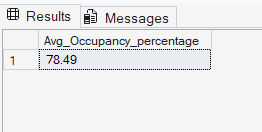 Results Messages
Avg_Occupancy_percentage
1 78.49